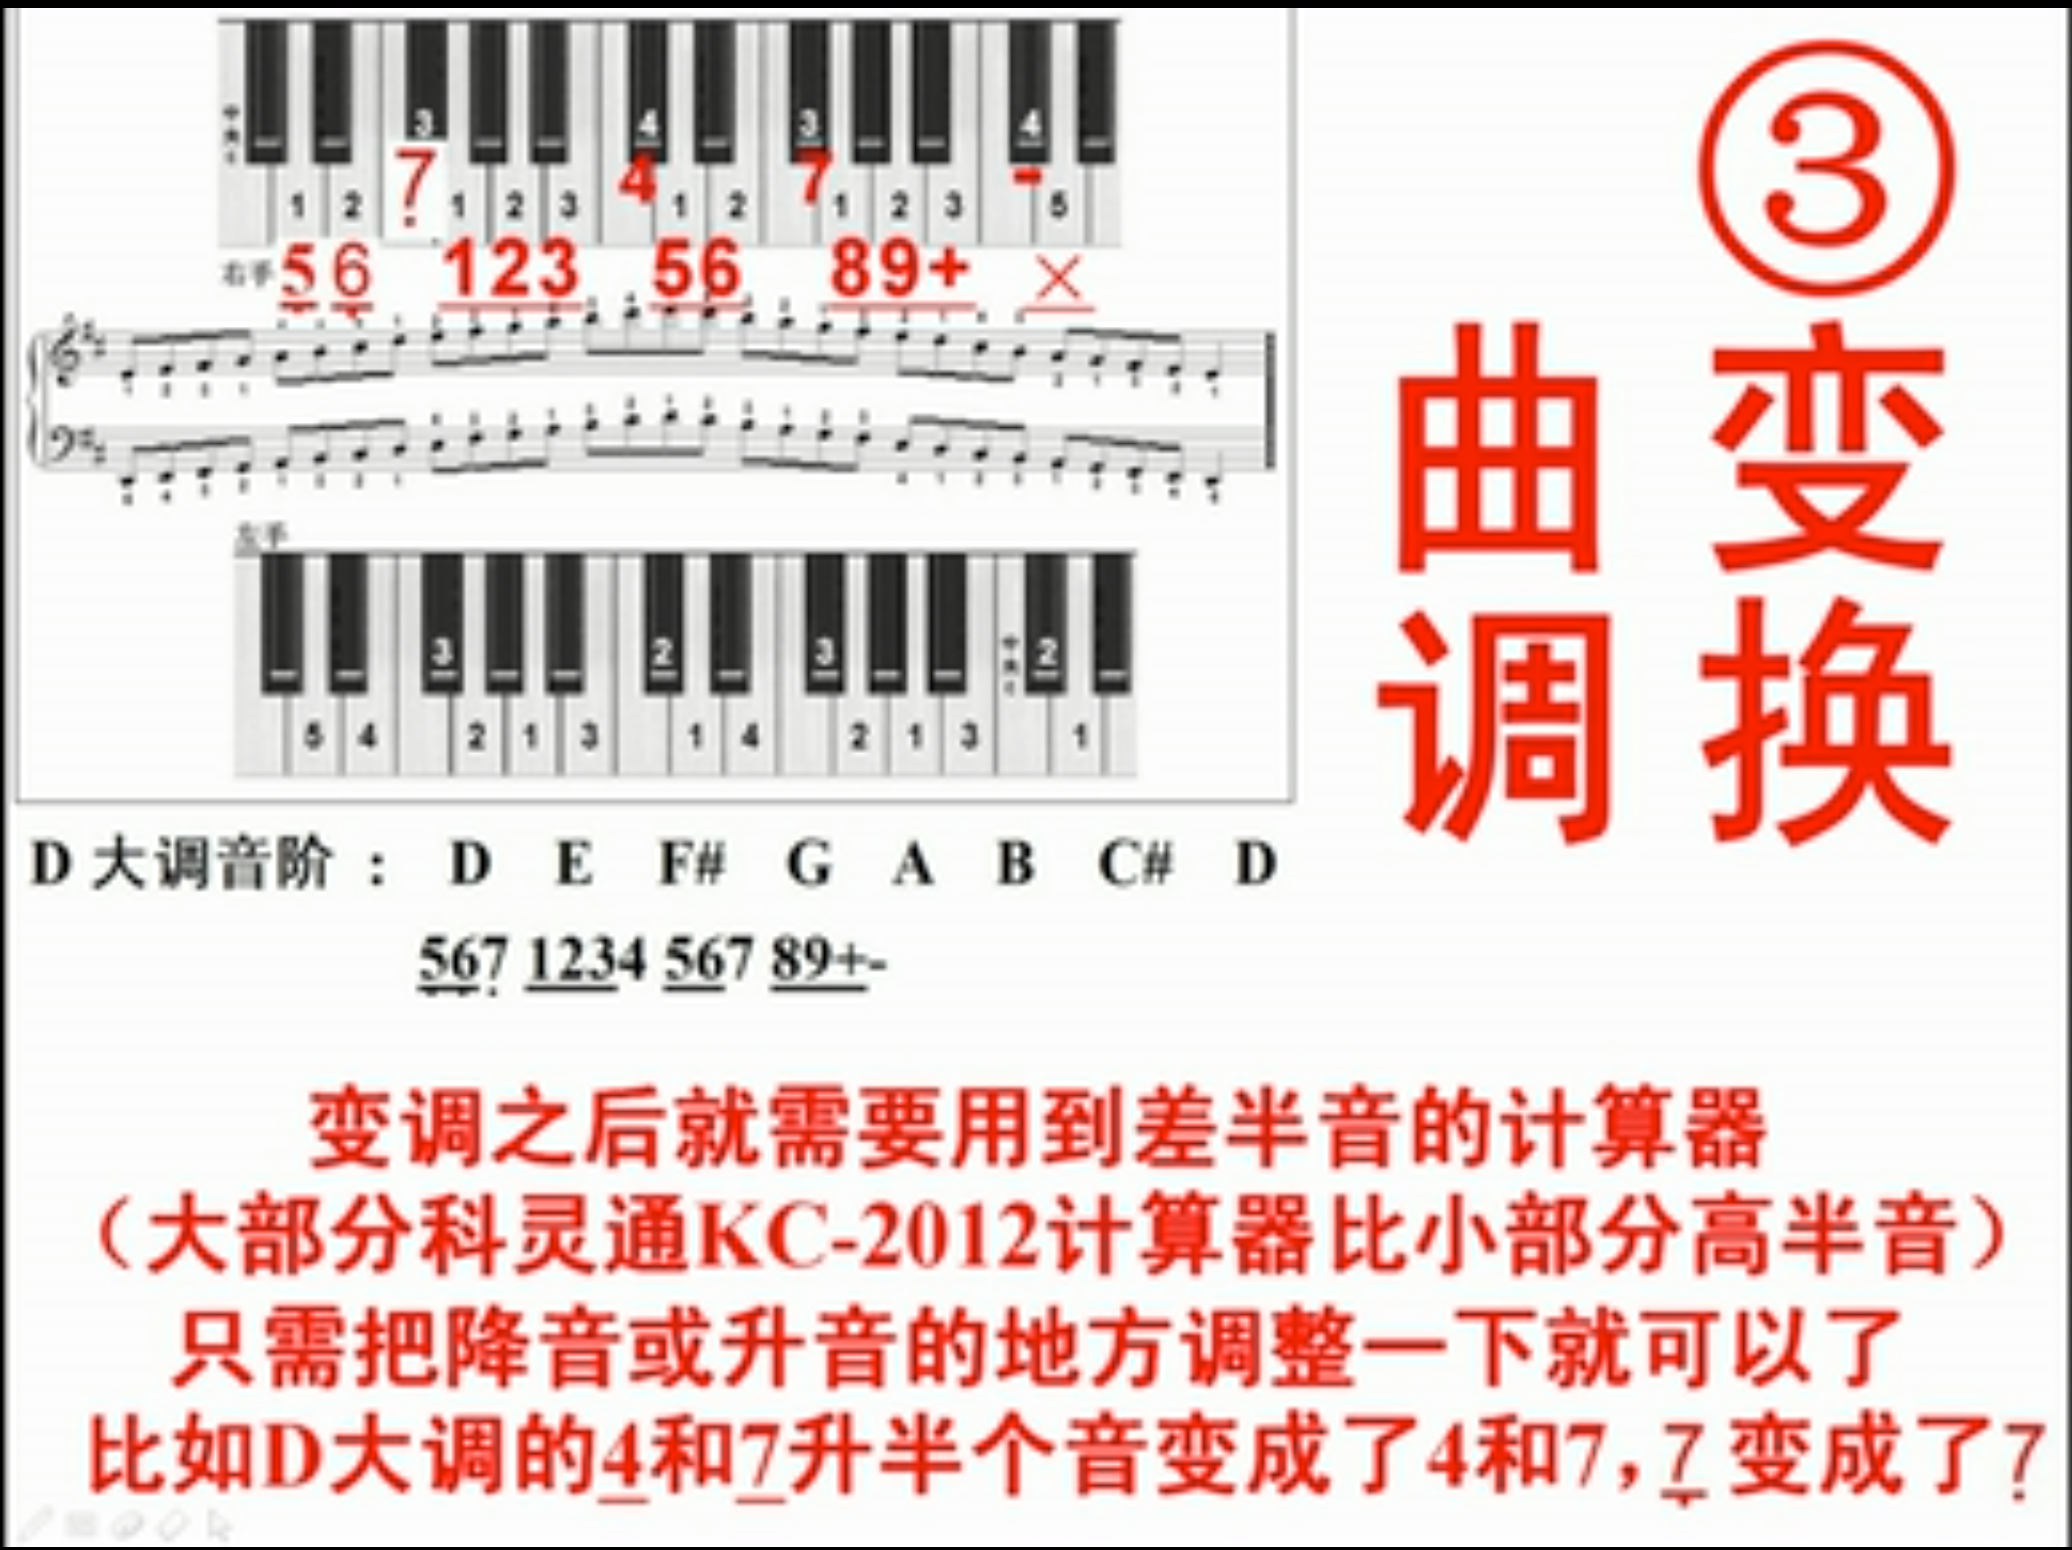 ③
曲变
调换
3 4 3 4
7 4 7 -
1 2 1 2 3 1 2 1 2 3 5
右手 56 123 56 89+ ×
左手
3 2 3 2
5 4 2 1 3 1 4 2 1 3 1
D 大调音阶 : D E F# G A B C# D
567 1234 567 89+-
变调之后就需要用到差半音的计算器
(大部分科灵通KC-2012计算器比小部分高半音)
只需把降音或升音的地方调整一下就可以了
比如D大调的4和7升半个音变成了4和7,7变成了7